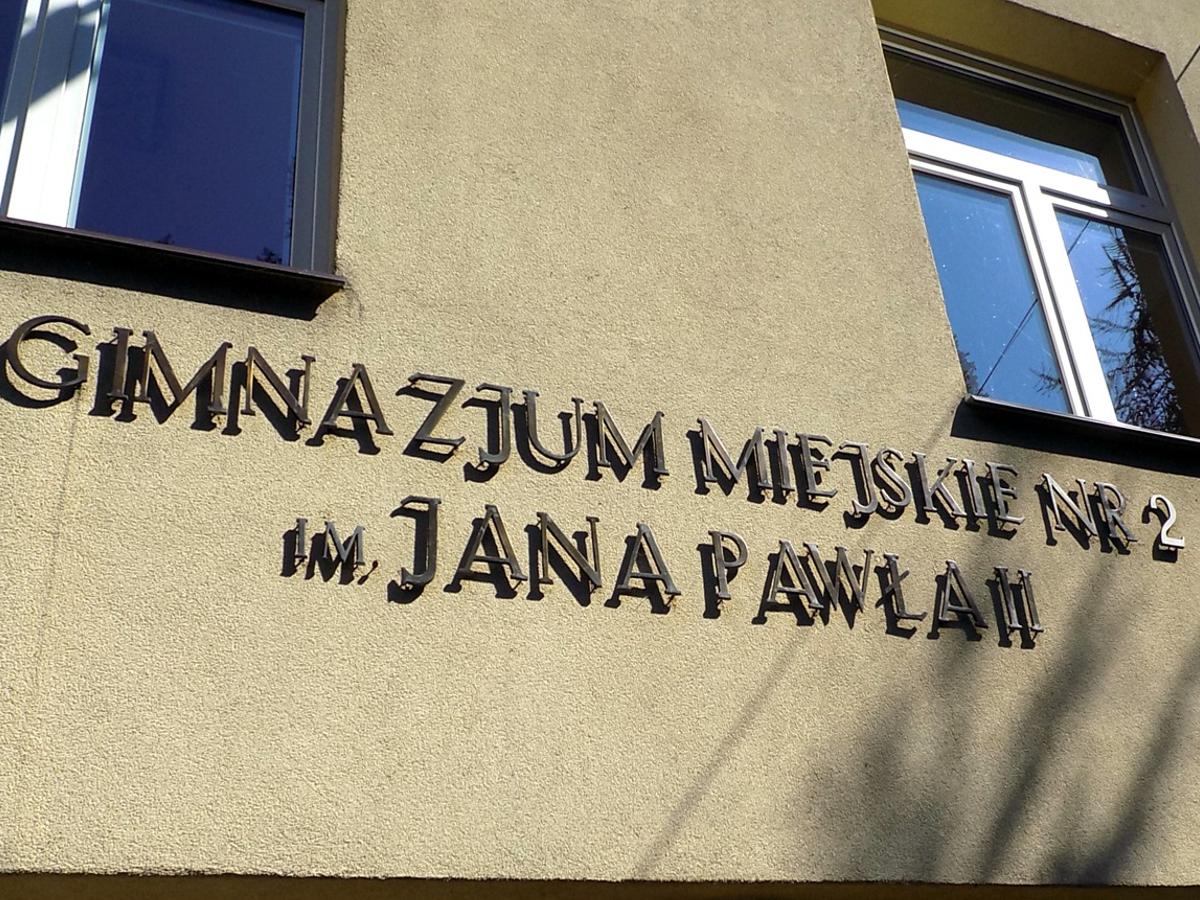 GIMNAZJUM MIEJSKIE NR 2
IM. JANA PAWŁA II